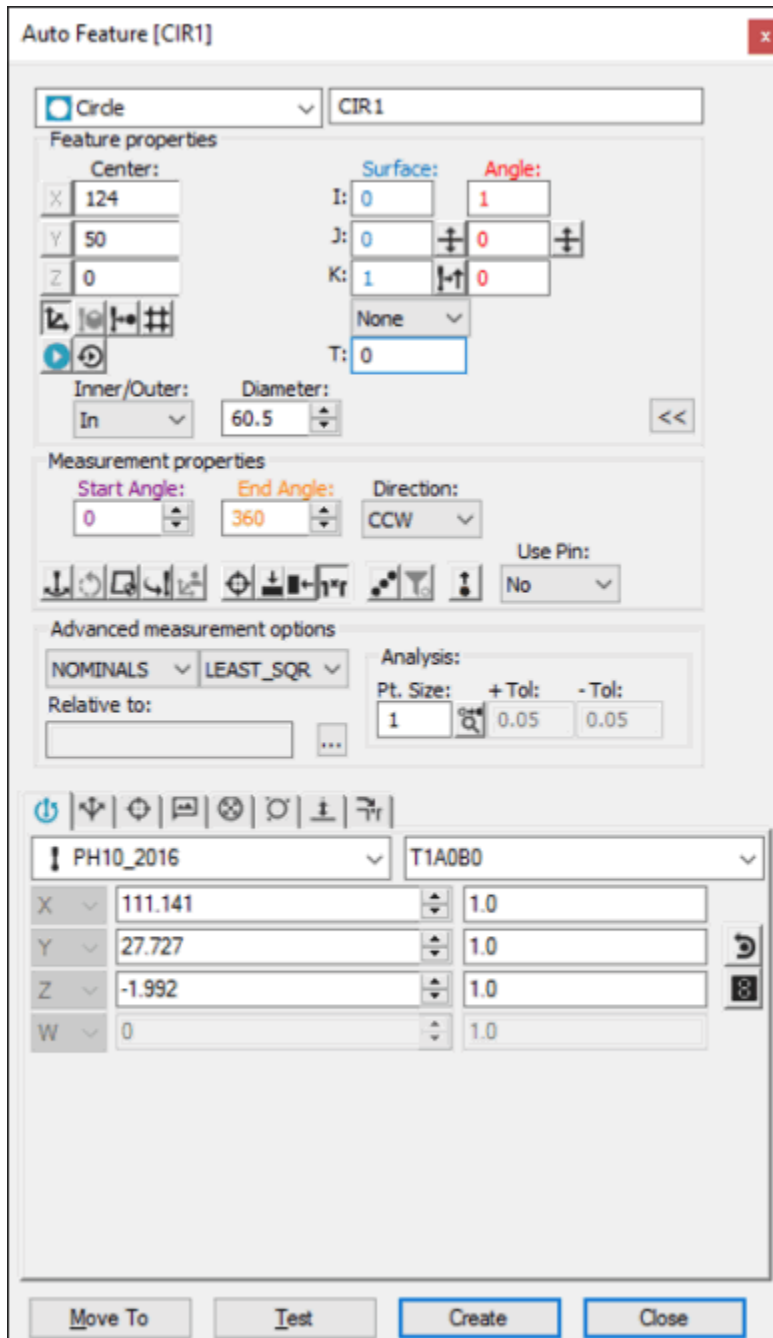 Auto Feature [CIR1]
x
Circle CIR1
Feature properties
Center: Surface: Angle:
X 124 I: 0 1
Y 50 J: 0 0
Z 0 K: 1 0
None
T: 0
Inner/Outer: Diameter:
In 60.5 <<
Measurement properties
Start Angle: End Angle: Direction:
0 360 CCW
Use Pin:
No
Advanced measurement options
NOMINALS LEAST_SQR
Analysis:
Pt. Size: + Tol: - Tol:
Relative to:
1 0.05 0.05
...
PH10_2016 T1A0B0
X 111.141 1.0
Y 27.727 1.0
Z -1.992 1.0
8
W 0 1.0
Move To Test Create Close